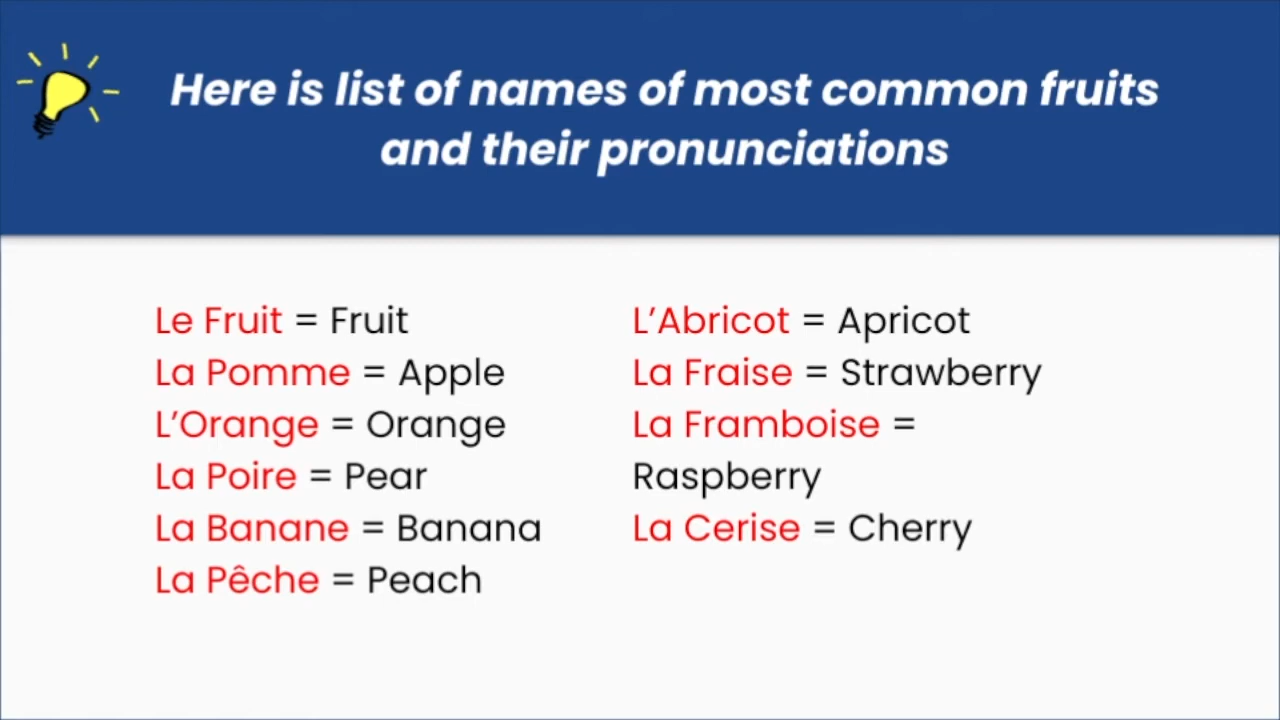 Here is list of names of most common fruits
and their pronunciations
Le Fruit = Fruit
La Pomme = Apple
L’Orange = Orange
La Poire = Pear
La Banane = Banana
La Pêche = Peach
L’Abricot = Apricot
La Fraise = Strawberry
La Framboise =
Raspberry
La Cerise = Cherry